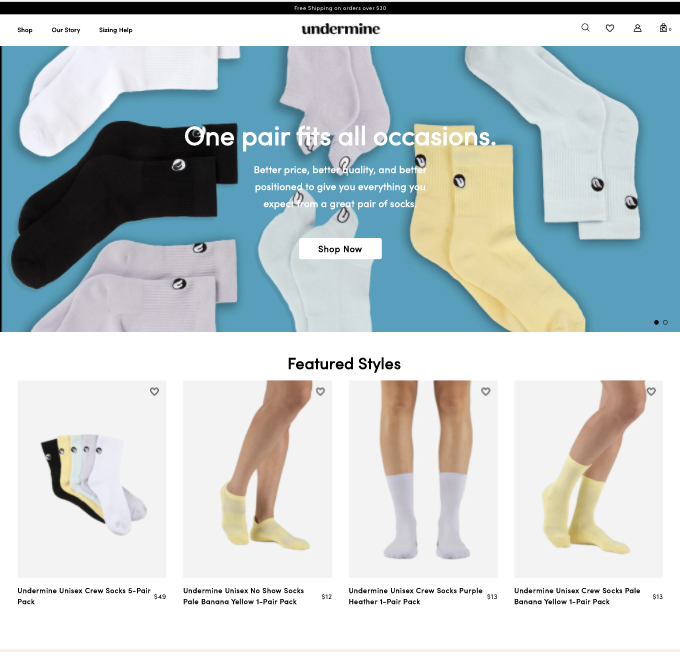 Free Shipping on orders over $30
Shop
Our Story
Sizing Help
undermine
0
One pair fits all occasions.
Better price, better quality, and better
positioned to give you everything you
expect from a great pair of socks.
Shop Now
Featured Styles
Undermine Unisex Crew Socks 5-Pair
Pack
$49
Undermine Unisex No Show Socks
Pale Banana Yellow 1-Pair Pack
$12
Undermine Unisex Crew Socks Purple
Heather 1-Pair Pack
$13
Undermine Unisex Crew Socks Pale
Banana Yellow 1-Pair Pack
$13